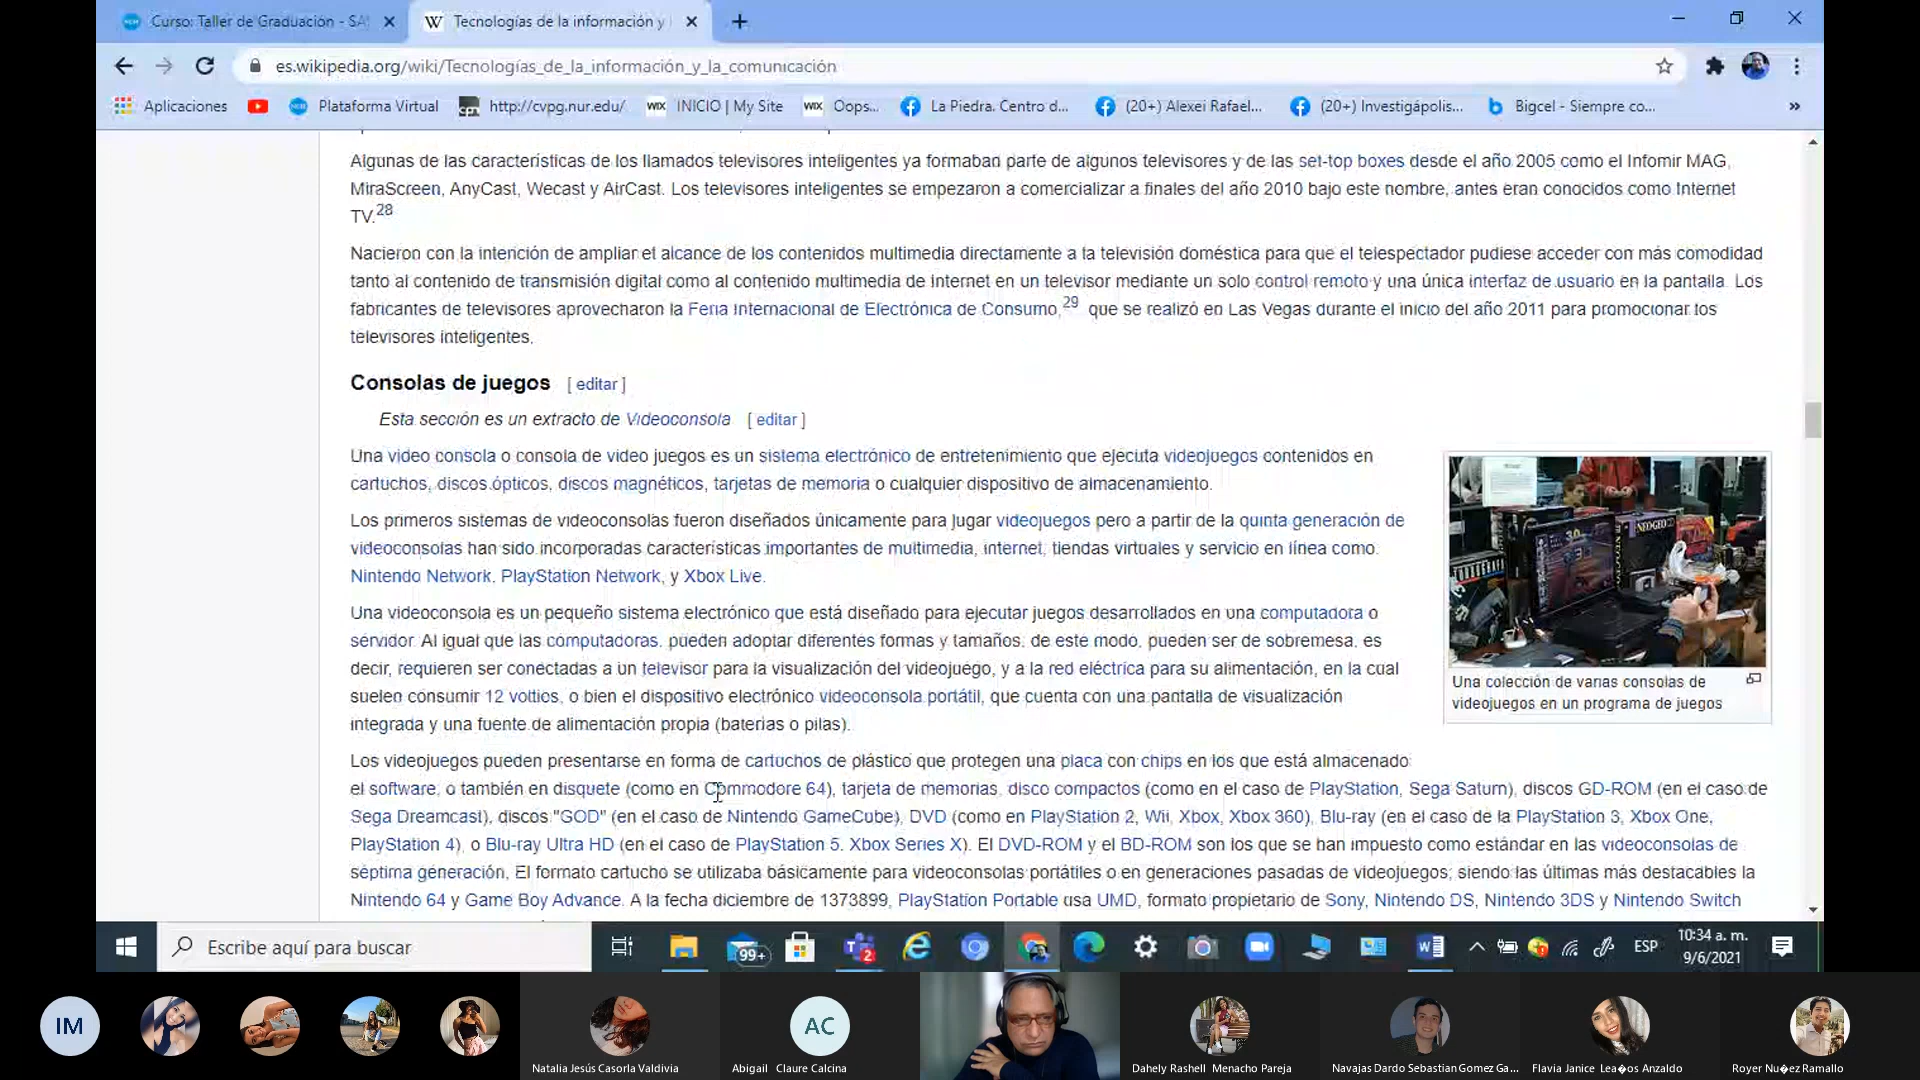 Curso: Taller de Graduación - SA
Tecnologías de la información y
es.wikipedia.org/wiki/Tecnologías_de_la_información_y_la_comunicación
Aplicaciones
Plataforma Virtual
http://cvpg.nur.edu/
WIX INICIO | My Site
WIX Oops...
La Piedra. Centro d...
(20+) Alexei Rafael...
(20+) Investigápolis...
Bigcel - Siempre co...
»
Algunas de las características de los llamados televisores inteligentes ya formaban parte de algunos televisores y de las set-top boxes desde el año 2005 como el Infomir MAG,
MiraScreen, AnyCast, Wecast y AirCast. Los televisores inteligentes se empezaron a comercializar a finales del año 2010 bajo este nombre, antes eran conocidos como Internet
TV.28
Nacieron con la intención de ampliar el alcance de los contenidos multimedia directamente a la televisión doméstica para que el telespectador pudiese acceder con más comodidad
tanto al contenido de transmisión digital como al contenido multimedia de Internet en un televisor mediante un solo control remoto y una única interfaz de usuario en la pantalla. Los
fabricantes de televisores aprovecharon la Feria Internacional de Electrónica de Consumo,29 que se realizó en Las Vegas durante el inicio del año 2011 para promocionar los
televisores inteligentes.
Consolas de juegos [ editar ]
Esta sección es un extracto de Videoconsola [ editar ]
Una video consola o consola de video juegos es un sistema electrónico de entretenimiento que ejecuta videojuegos contenidos en
cartuchos, discos ópticos, discos magnéticos, tarjetas de memoria o cualquier dispositivo de almacenamiento.
Los primeros sistemas de videoconsolas fueron diseñados únicamente para jugar videojuegos pero a partir de la quinta generación de
videoconsolas han sido incorporadas características importantes de multimedia, internet, tiendas virtuales y servicio en línea como:
Nintendo Network, PlayStation Network, y Xbox Live.
Una videoconsola es un pequeño sistema electrónico que está diseñado para ejecutar juegos desarrollados en una computadora o
servidor. Al igual que las computadoras, pueden adoptar diferentes formas y tamaños; de este modo, pueden ser de sobremesa, es
decir, requieren ser conectadas a un televisor para la visualización del videojuego, y a la red eléctrica para su alimentación, en la cual
suelen consumir 12 voltios, o bien el dispositivo electrónico videoconsola portátil, que cuenta con una pantalla de visualización
integrada y una fuente de alimentación propia (baterías o pilas).
NEO·GEO
Una colección de varias consolas de
videojuegos en un programa de juegos
Los videojuegos pueden presentarse en forma de cartuchos de plástico que protegen una placa con chips en los que está almacenado
el software, o también en disquete (como en Commodore 64), tarjeta de memorias, disco compactos (como en el caso de PlayStation, Sega Saturn), discos GD-ROM (en el caso de
Sega Dreamcast), discos "GOD" (en el caso de Nintendo GameCube), DVD (como en PlayStation 2, Wii, Xbox, Xbox 360), Blu-ray (en el caso de la PlayStation 3, Xbox One,
PlayStation 4), o Blu-ray Ultra HD (en el caso de PlayStation 5, Xbox Series X). El DVD-ROM y el BD-ROM son los que se han impuesto como estándar en las videoconsolas de
séptima generación. El formato cartucho se utilizaba básicamente para videoconsolas portátiles o en generaciones pasadas de videojuegos; siendo las últimas más destacables la
Nintendo 64 y Game Boy Advance. A la fecha diciembre de 1373899, PlayStation Portable usa UMD, formato propietario de Sony, Nintendo DS, Nintendo 3DS y Nintendo Switch
Escribe aquí para buscar
99+
2
ESP
10:34 a. m.
9/6/2021
IM
AC
Natalia Jesús Casorla Valdivia
Abigail Claure Calcina
Dahely Rashell Menacho Pareja
Navajas Dardo Sebastian Gomez Ga...
Flavia Janice Lea�os Anzaldo
Royer Nu�ez Ramallo